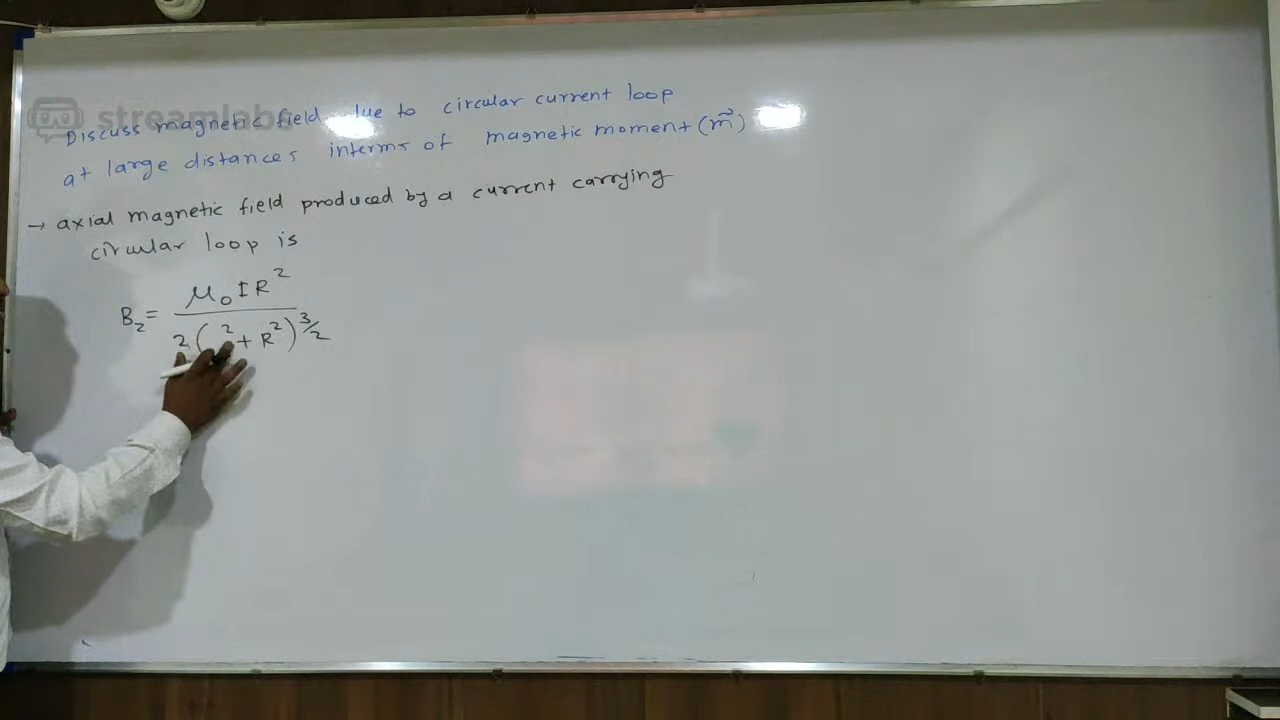 streamlabs
Discuss magnetic field due to circular current loop
at large distances interms of magnetic moment (m⃗)
→ axial magnetic field produced by a current carrying
circular loop is
B_z = μ₀IR² / 2( ² + R²)^3/2